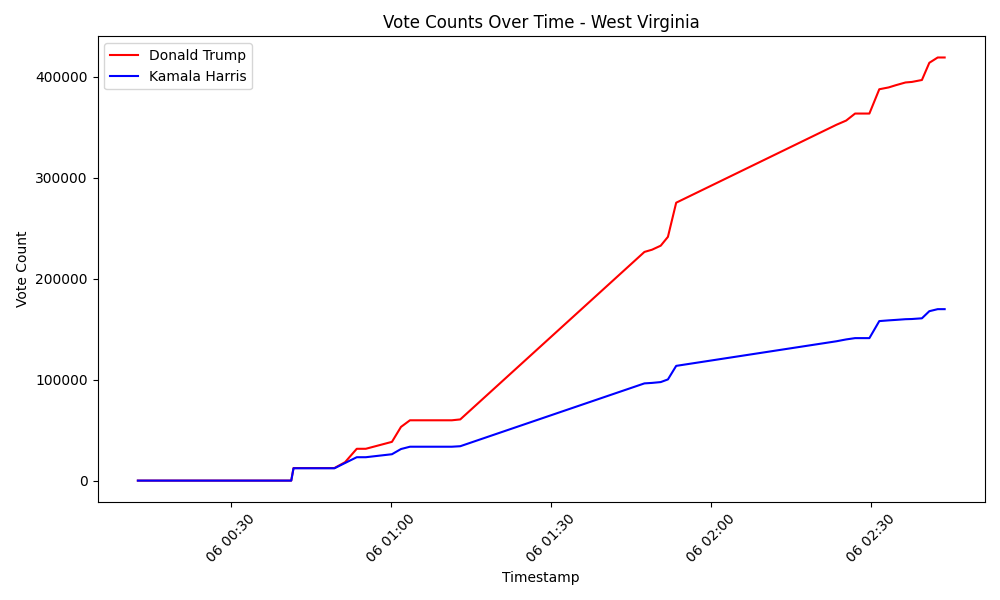 Vote Counts Over Time - West Virginia
Donald Trump
Kamala Harris
Vote Count
400000
300000
200000
100000
0
06 00:30
06 01:00
06 01:30
06 02:00
06 02:30
Timestamp